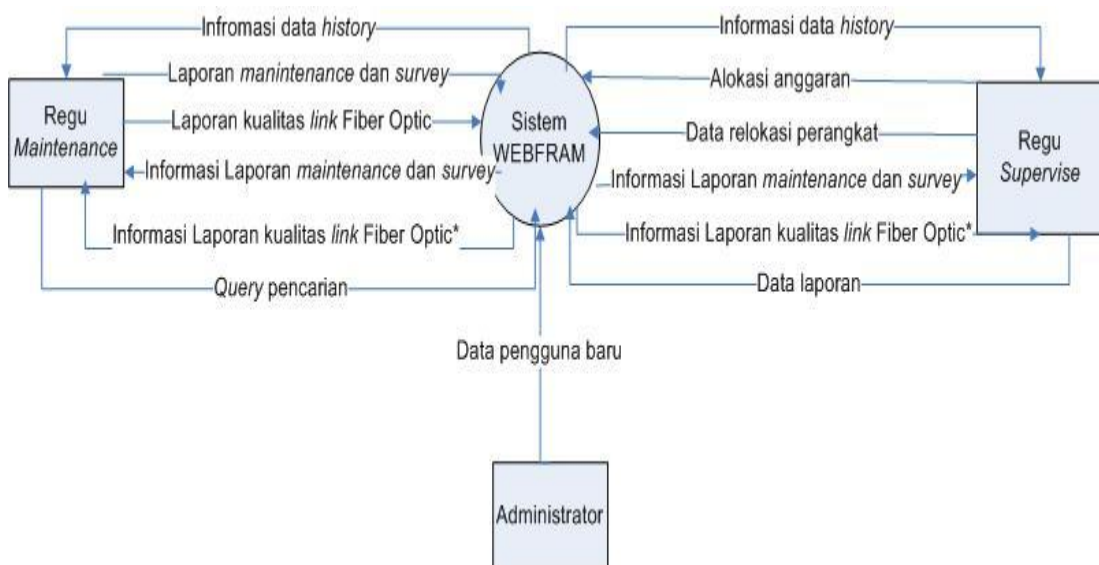 Infromasi data history
Informasi data history
Laporan manintenance dan survey
Alokasi anggaran
Regu
Maintenance
Laporan kualitas link Fiber Optic
Sistem
WEBFRAM
Data relokasi perangkat
Regu
Supervise
Informasi Laporan maintenance dan survey
Informasi Laporan maintenance dan survey
Informasi Laporan kualitas link Fiber Optic*
Informasi Laporan kualitas link Fiber Optic*
Query pencarian
Data laporan
Data pengguna baru
Administrator